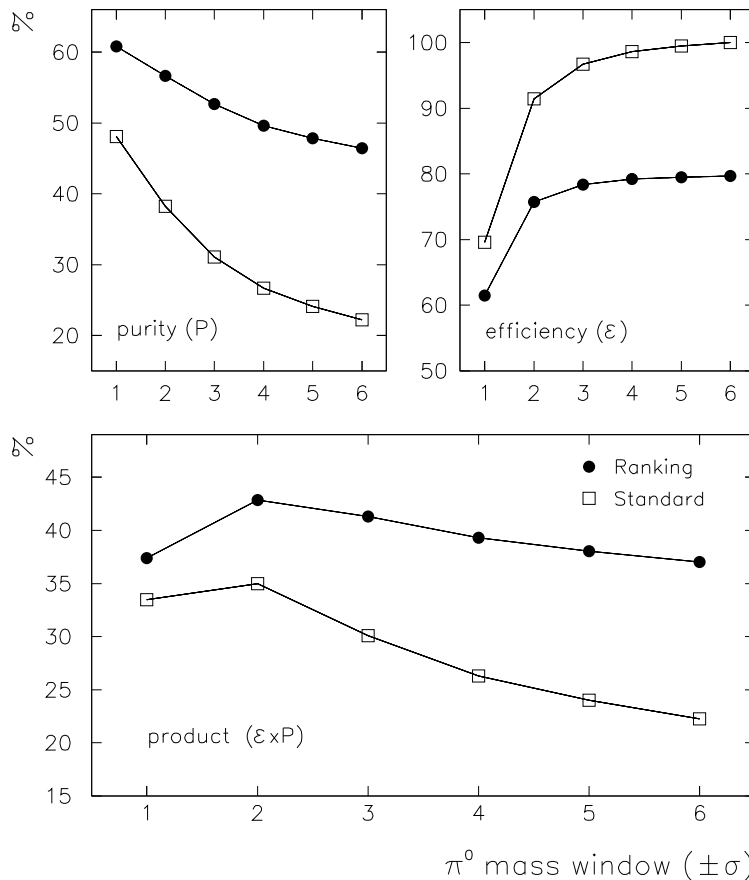 %
60
50
40
30
20
purity (P)
1 2 3 4 5 6
100
90
80
70
60
50
efficiency (ε)
1 2 3 4 5 6
%
45
40
35
30
25
20
15
Ranking
Standard
product (εxP)
1 2 3 4 5 6
π⁰ mass window (±σ)